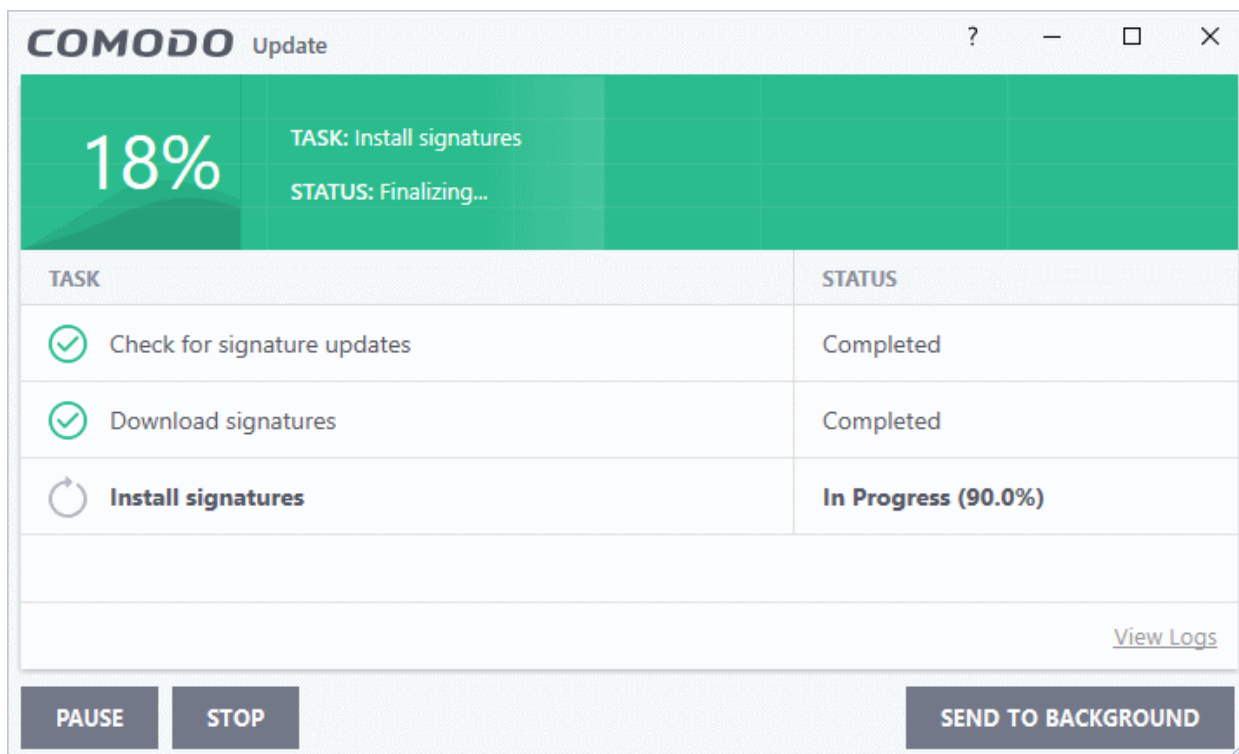 COMODO Update ?
18%
TASK: Install signatures
STATUS: Finalizing...
TASK STATUS
Check for signature updates Completed
Download signatures Completed
Install signatures In Progress (90.0%)
View Logs
PAUSE STOP SEND TO BACKGROUND